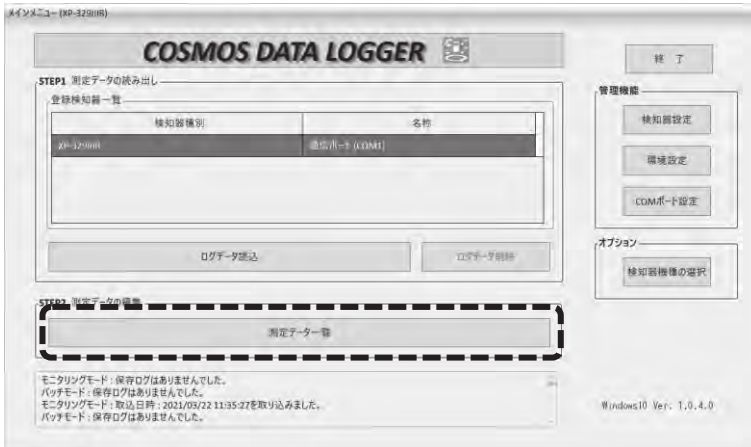 メインメニュー (XP-329IIIR)
COSMOS DATA LOGGER
終 了
STEP1 測定データの読み出し
登録検知器一覧
検知器種別 名称
XP-329IIIR 通信ポート (COM1)
ログデータ読込 ログデータ削除
管理機能
検知器設定
環境設定
COMポート設定
オプション
検知器機種の選択
STEP2 測定データの編集
測定データ一覧
モニタリングモード : 保存ログはありませんでした。
バッチモード : 保存ログはありませんでした。
モニタリングモード : 取込日時 : 2021/03/22 11:35:27を取り込みました。
バッチモード : 保存ログはありませんでした。
Windows10 Ver. 1.0.4.0